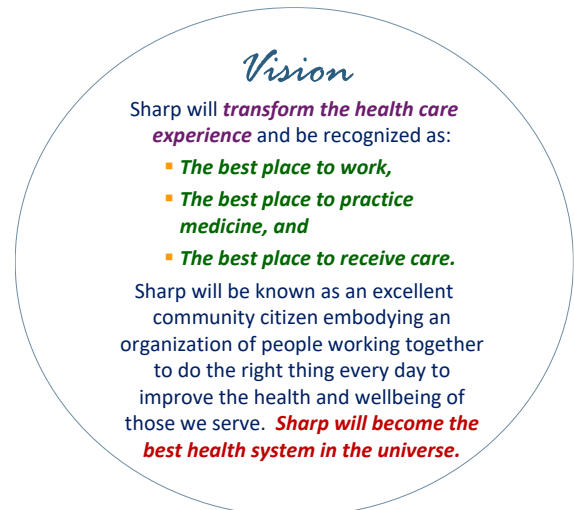 Vision
Sharp will transform the health care
experience and be recognized as:
▪ The best place to work,
▪ The best place to practice
medicine, and
▪ The best place to receive care.
Sharp will be known as an excellent
community citizen embodying an
organization of people working together
to do the right thing every day to
improve the health and wellbeing of
those we serve. Sharp will become the
best health system in the universe.